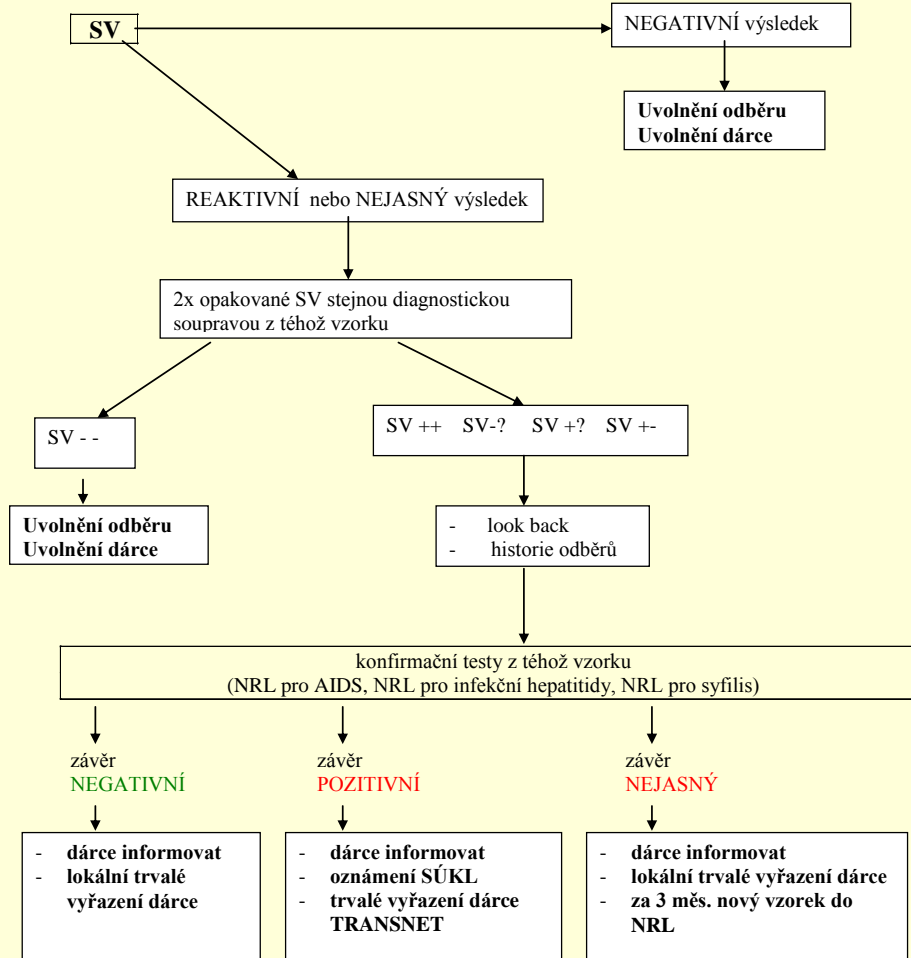 SV
NEGATIVNÍ výsledek
Uvolnění odběru
Uvolnění dárce
REAKTIVNÍ nebo NEJASNÝ výsledek
2x opakované SV stejnou diagnostickou
soupravou z téhož vzorku
SV - -
SV ++ SV-? SV +? SV +-
Uvolnění odběru
Uvolnění dárce
- look back
- historie odběrů
konfirmační testy z téhož vzorku
(NRL pro AIDS, NRL pro infekční hepatitidy, NRL pro syfilis)
závěr
NEGATIVNÍ
závěr
POZITIVNÍ
závěr
NEJASNÝ
- dárce informovat
- lokální trvalé
vyřazení dárce
- dárce informovat
- oznámení SÚKL
- trvalé vyřazení dárce
TRANSNET
- dárce informovat
- lokální trvalé vyřazení dárce
- za 3 měs. nový vzorek do
NRL